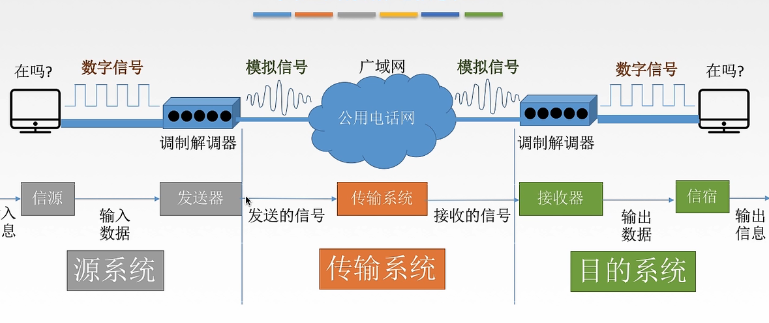 在吗?
数字信号
模拟信号
广域网
模拟信号
数字信号
在吗?
公用电话网
调制解调器
调制解调器
入
息
信源
输入
数据
发送器
发送的信号
传输系统
接收的信号
接收器
输出
数据
信宿
输出
信息
源系统
传输系统
目的系统